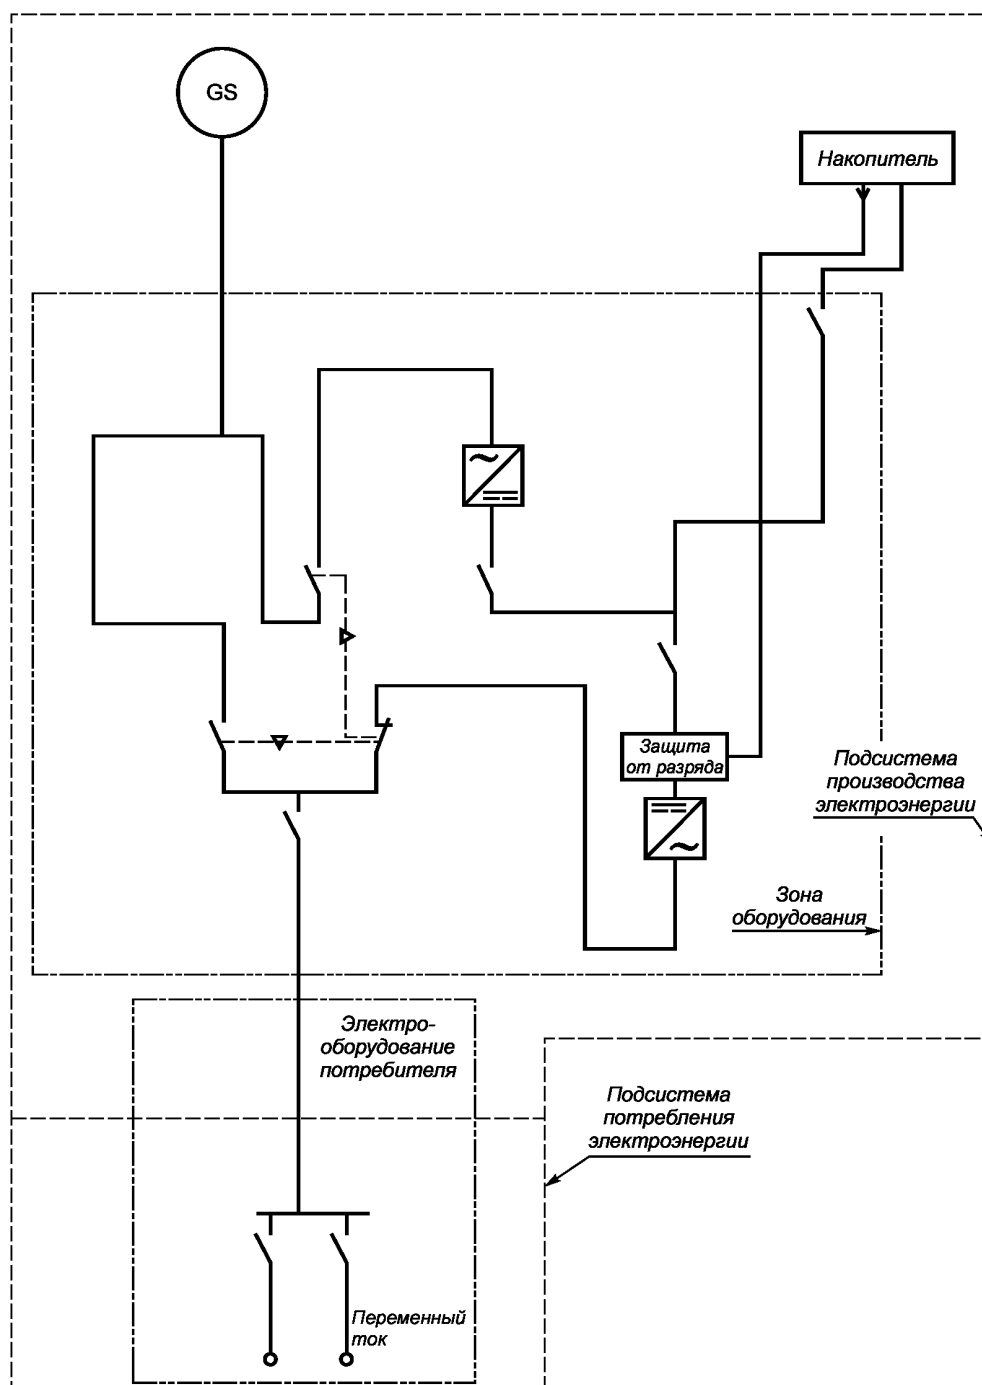 GS
Накопитель
Защита
от разряда
Подсистема
производства
электроэнергии
Зона
оборудования
Электро-
оборудование
потребителя
Подсистема
потребления
электроэнергии
Переменный
ток